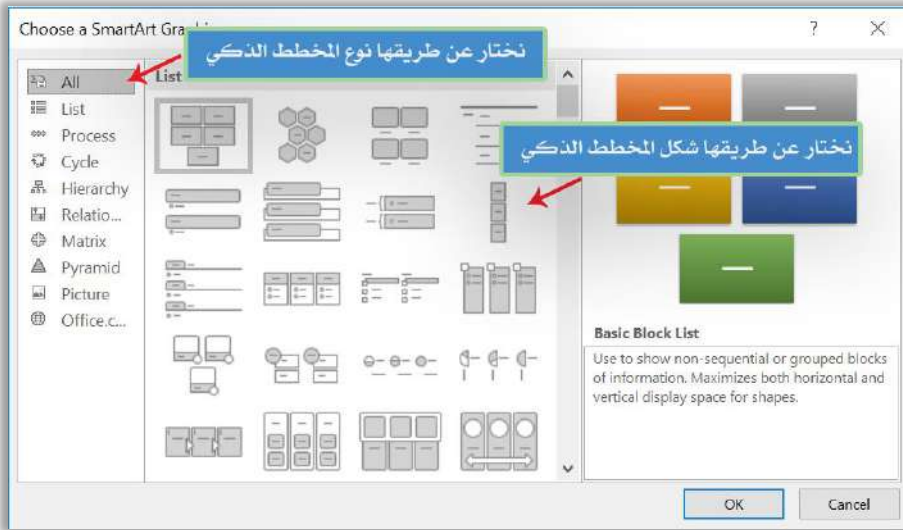 Choose a SmartArt Gra
?
نختار عن طريقها نوع المخطط الذكي
All
List
Process
Cycle
Hierarchy
Relatio...
Matrix
Pyramid
Picture
Office.c...
List
نختار عن طريقها شكل المخطط الذكي
Basic Block List
Use to show non-sequential or grouped blocks
of information. Maximizes both horizontal and
vertical display space for shapes.
OK
Cancel